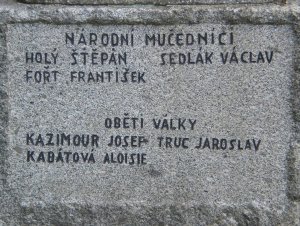 NÁRODNÍ MUČEDNÍCI
HOLÝ ŠTĚPÁN SEDLÁK VÁCLAV
FOŘT FRANTIŠEK
OBĚTI VÁLKY
KAZIMOUR JOSEF TRUC JAROSLAV
KABÁTOVÁ ALOISIE